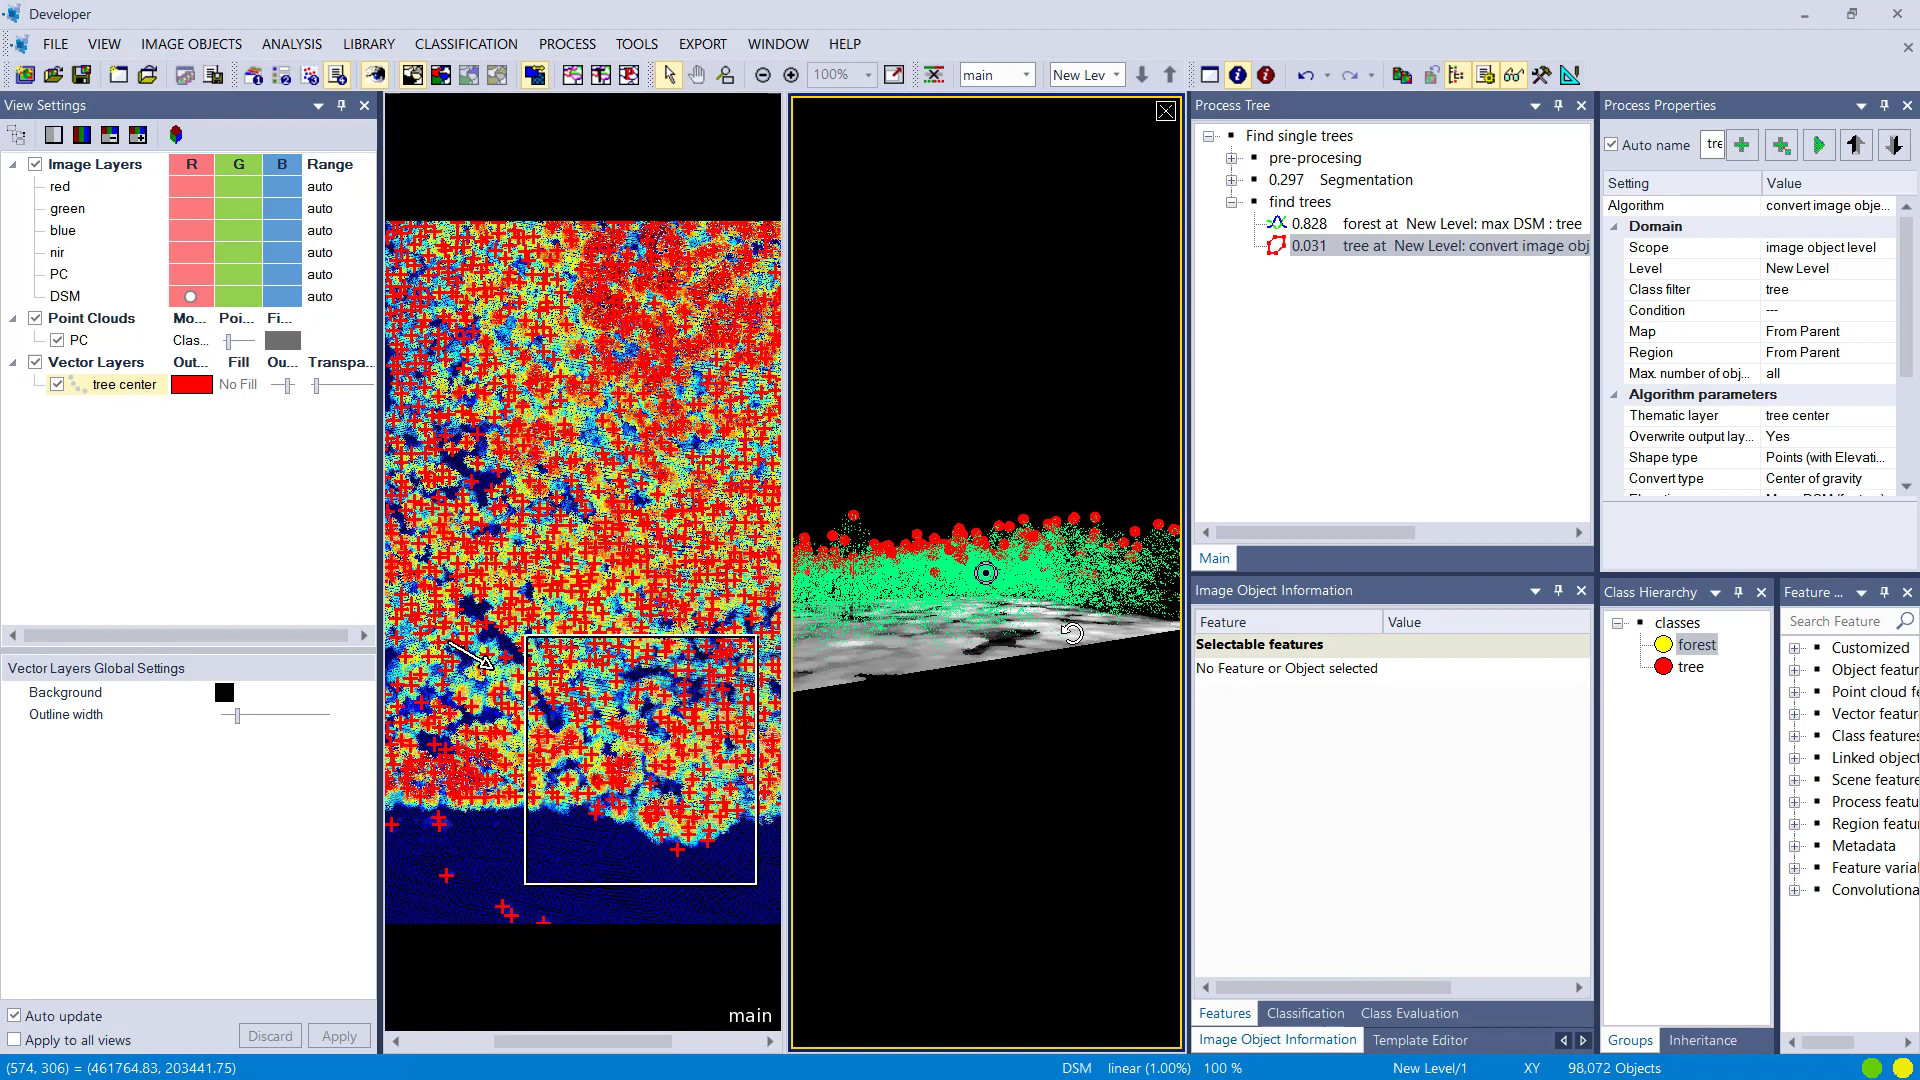 Developer
FILE VIEW IMAGE OBJECTS ANALYSIS LIBRARY CLASSIFICATION PROCESS TOOLS EXPORT WINDOW HELP
100% main New Lev
View Settings
Image Layers R G B Range
red auto
green auto
blue auto
nir auto
PC auto
DSM auto
Point Clouds Mo... Poi... Fi...
PC Clas...
Vector Layers Out... Fill Ou... Transpa...
tree center No Fill
Vector Layers Global Settings
Background
Outline width
Auto update
Apply to all views Discard Apply
main
Process Tree
Find single trees
pre-procesing
0.297 Segmentation
find trees
0.828 forest at New Level: max DSM : tree
0.031 tree at New Level: convert image obj
Main
Process Properties
Auto name tre
Setting Value
Algorithm convert image obje...
Domain
Scope image object level
Level New Level
Class filter tree
Condition ---
Map From Parent
Region From Parent
Max. number of obj... all
Algorithm parameters
Thematic layer tree center
Overwrite output lay... Yes
Shape type Points (with Elevati...
Convert type Center of gravity
Image Object Information
Feature Value
Selectable features
No Feature or Object selected
Features Classification Class Evaluation
Image Object Information Template Editor
Class Hierarchy
classes
forest
tree
Groups Inheritance
Feature ...
Search Feature
Customized
Object featur
Point cloud fe
Vector featur
Class features
Linked object
Scene feature
Process featu
Region featu
Metadata
Feature varial
Convolutiona
(574, 306) = (461764.83, 203441.75) DSM linear (1.00%) 100 % New Level/1 XY 98,072 Objects